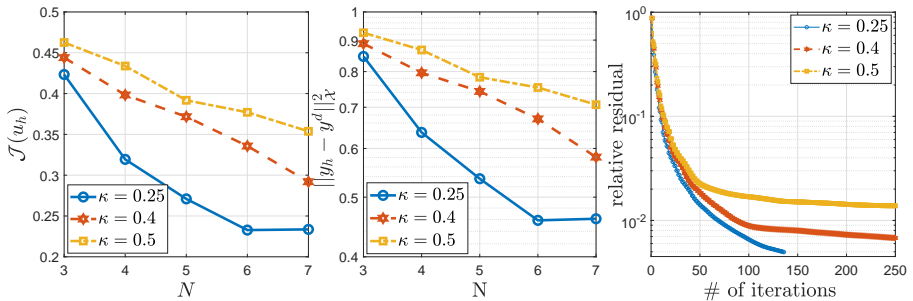 0.45
0.4
0.35
0.3
0.25
0.2
3 4 5 6 7
N
𝒥(u_h)
κ = 0.25
κ = 0.4
κ = 0.5
1
0.9
0.8
0.7
0.6
0.5
0.4
3 4 5 6 7
N
||y_h − y^d||²_𝒳
κ = 0.25
κ = 0.4
κ = 0.5
10^0
10^-1
10^-2
0 50 100 150 200 250
# of iterations
relative residual
κ = 0.25
κ = 0.4
κ = 0.5